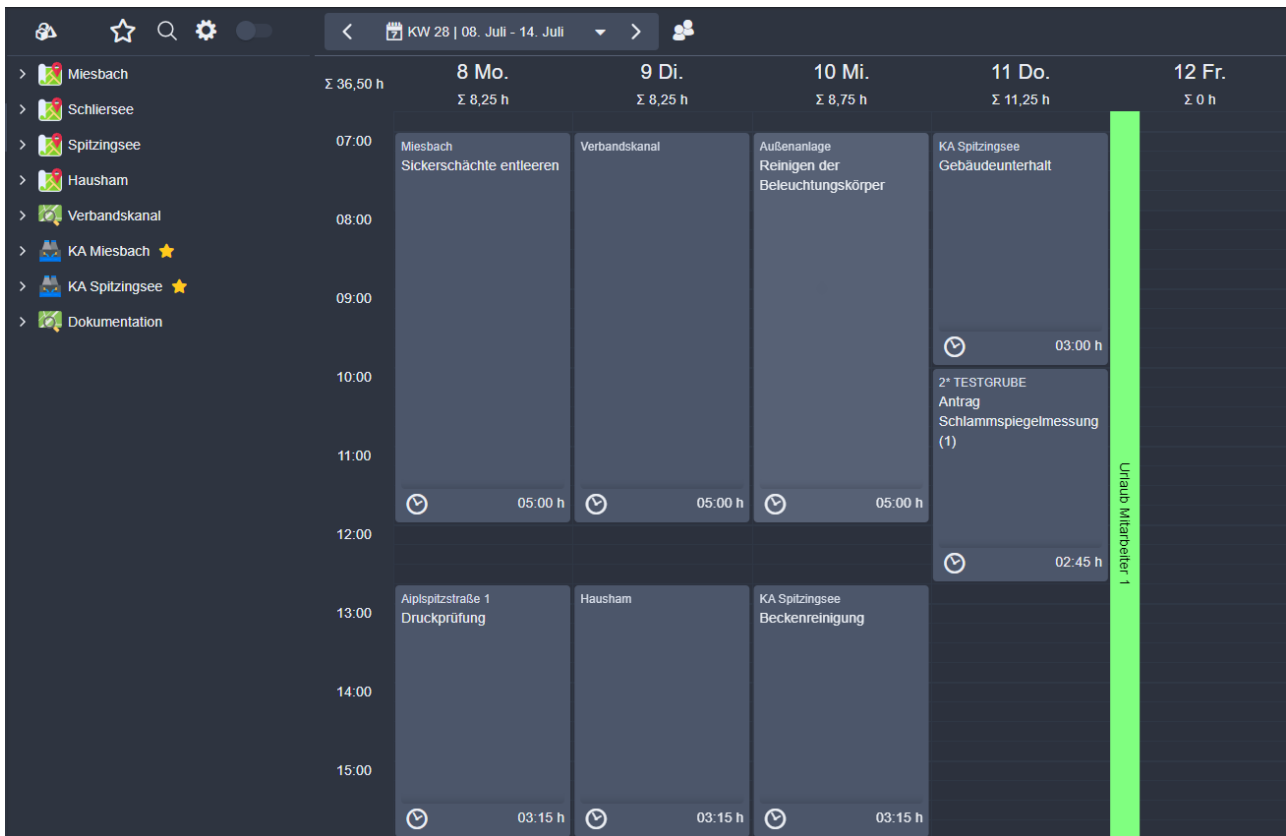 KW 28 | 08. Juli - 14. Juli
Miesbach
Schliersee
Spitzingsee
Hausham
Verbandskanal
KA Miesbach
KA Spitzingsee
Dokumentation
Σ 36,50 h
8 Mo.
Σ 8,25 h
9 Di.
Σ 8,25 h
10 Mi.
Σ 8,75 h
11 Do.
Σ 11,25 h
12 Fr.
Σ 0 h
07:00
08:00
09:00
10:00
11:00
12:00
13:00
14:00
15:00
Miesbach
Sickerschächte entleeren
05:00 h
Aiplspitzstraße 1
Druckprüfung
03:15 h
Verbandskanal
05:00 h
Hausham
03:15 h
Außenanlage
Reinigen der
Beleuchtungskörper
05:00 h
KA Spitzingsee
Beckenreinigung
03:15 h
KA Spitzingsee
Gebäudeunterhalt
03:00 h
2* TESTGRUBE
Antrag
Schlammspiegelmessung
(1)
02:45 h
Urlaub Mitarbeiter 1